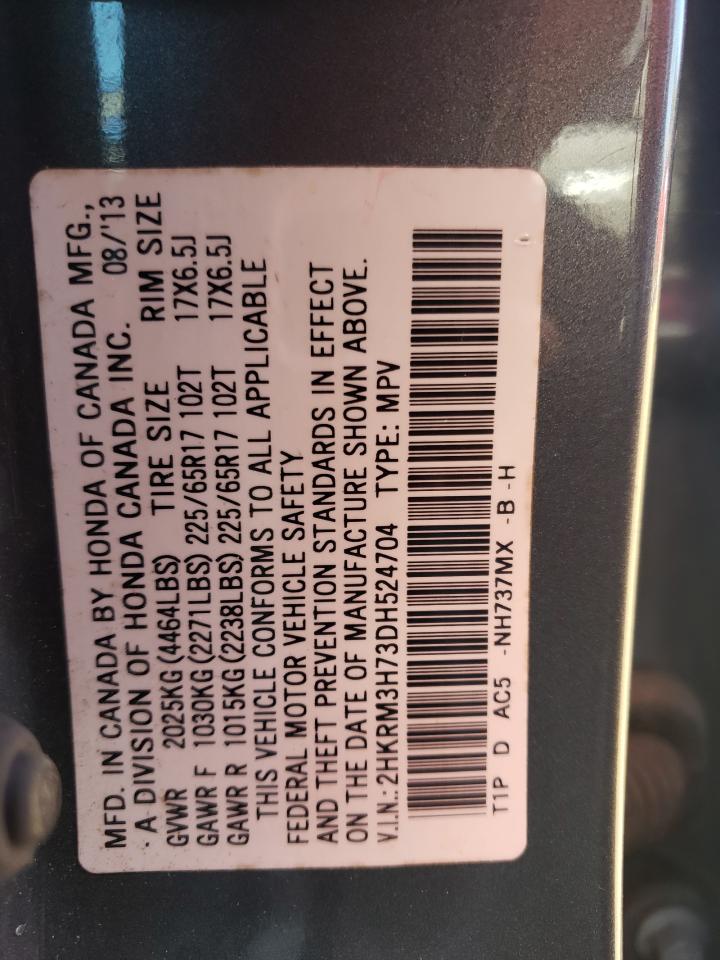 MFD. IN CANADA BY HONDA OF CANADA MFG.,
A DIVISION OF HONDA CANADA INC. 08/'13
GVWR 2025KG(4464LBS) TIRE SIZE RIM SIZE
GAWR F 1030KG(2271LBS) 225/65R17 102T 17X6.5J
GAWR R 1015KG(2238LBS) 225/65R17 102T 17X6.5J
THIS VEHICLE CONFORMS TO ALL APPLICABLE
FEDERAL MOTOR VEHICLE SAFETY
AND THEFT PREVENTION STANDARDS IN EFFECT
ON THE DATE OF MANUFACTURE SHOWN ABOVE.
V.I.N.: 2HKRM3H73DH524704 TYPE: MPV
T1P D AC5 -NH737MX -B -H